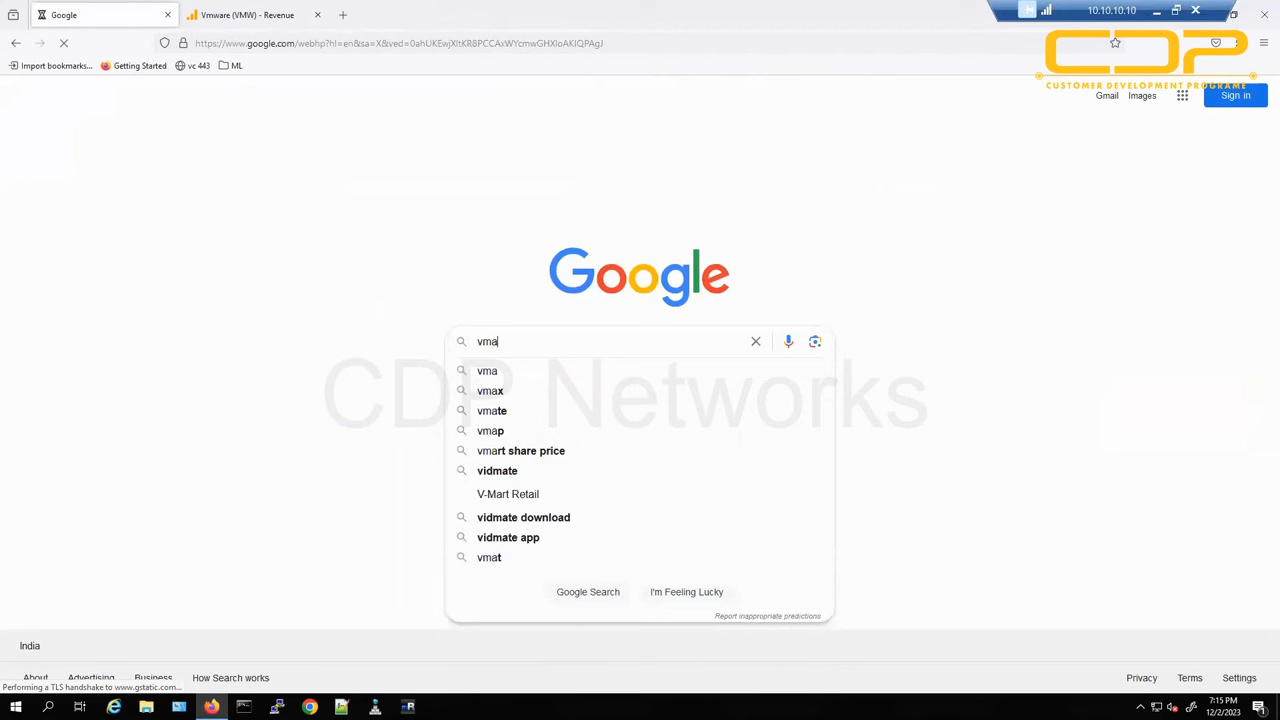 Google
Vmware (VMW) - Revenue
10.10.10.10
https://www.google.com/webhp?hl=en&sa=X&ved=0ahUKEwjXltKR8PCCAxWYcmwGHXlcAKIQPAgJ
Import bookmarks...
Getting Started
vc 443
ML
CDP
CUSTOMER DEVELOPMENT PROGRAME
Gmail
Images
Sign in
Google
vma
vma
vmax
vmate
vmap
vmart share price
vidmate
V-Mart Retail
vidmate download
vidmate app
vmat
CDP Networks
Google Search
I'm Feeling Lucky
Report inappropriate predictions
India
About
Advertising
Business
How Search works
Privacy
Terms
Settings
Performing a TLS handshake to www.gstatic.com...
7:15 PM
12/2/2023